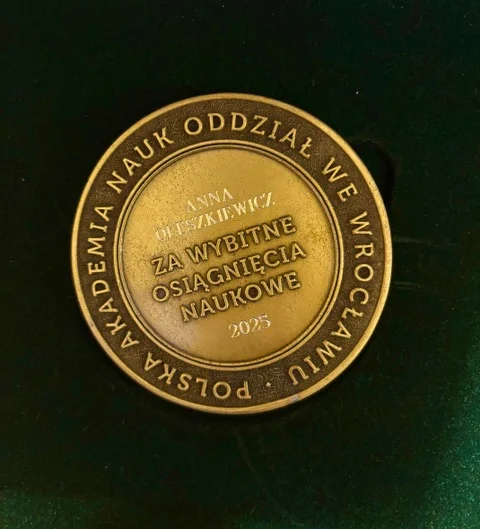 POLSKA AKADEMIA NAUK ODDZIAŁ WE WROCŁAWIU ·
ANNA
OLESZKIEWICZ
ZA WYBITNE
OSIĄGNIĘCIA
NAUKOWE
2025